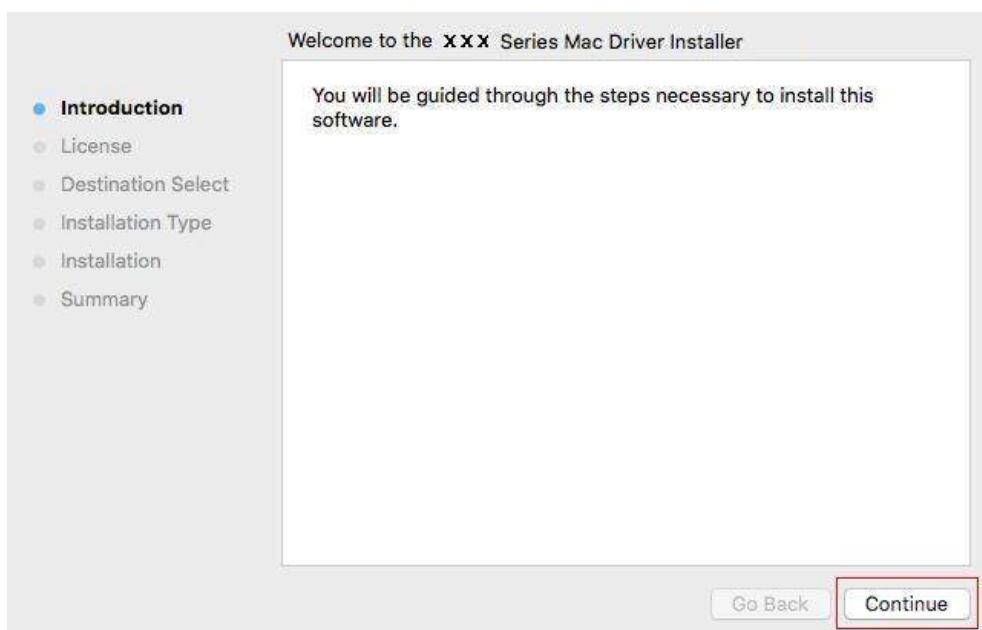 Welcome to the XXX Series Mac Driver Installer
Introduction
License
Destination Select
Installation Type
Installation
Summary
You will be guided through the steps necessary to install this
software.
Go Back
Continue